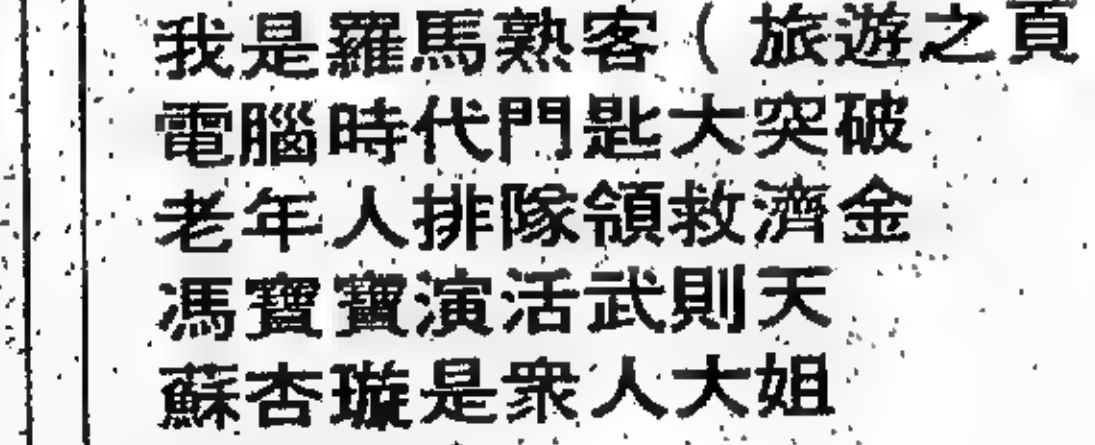 我是羅馬熟客（旅遊之頁
電腦時代門匙大突破
老年人排隊領救濟金
馮寶寶演活武則天
蘇杏璇是衆人大姐